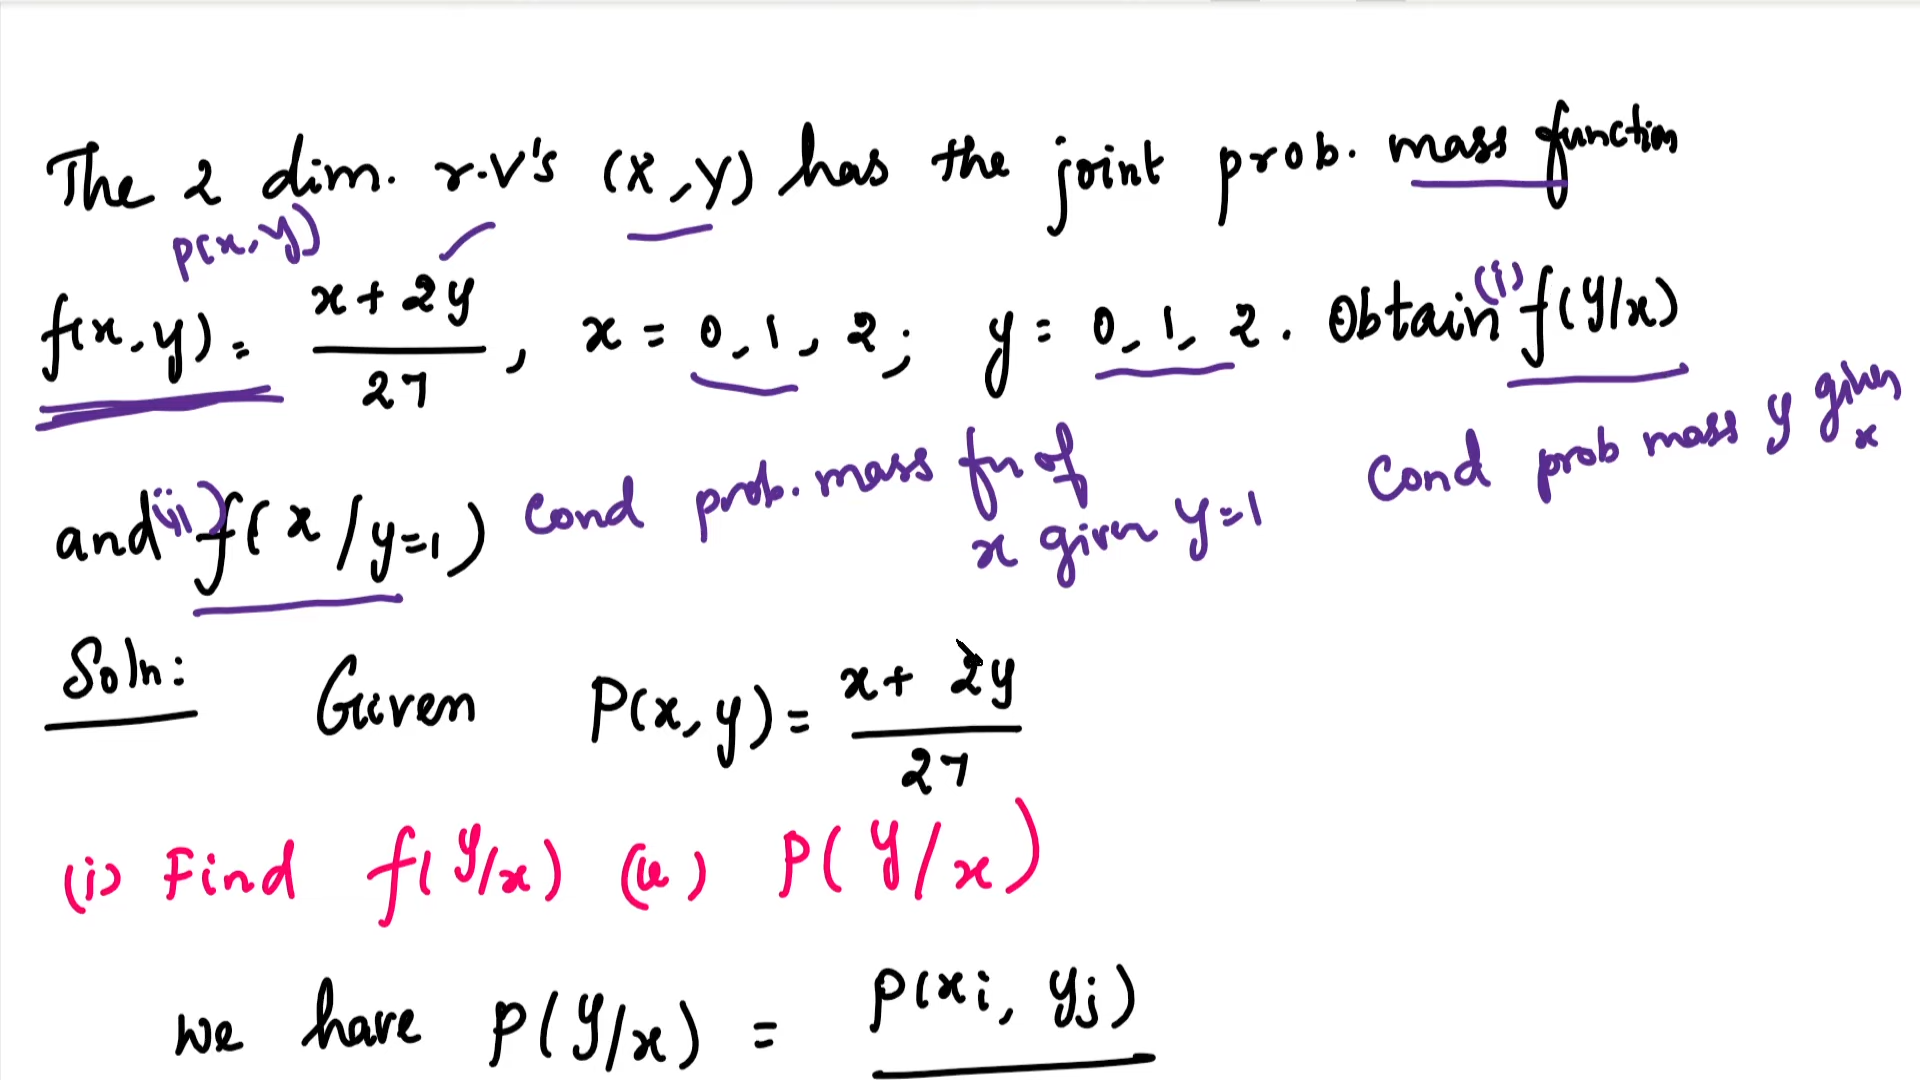 The 2 dim. r.v's (X, Y) has the joint prob. mass function
p(x, y)
f(x, y) = x + 2y / 27, x = 0, 1, 2; y = 0, 1, 2. Obtain (i) f(y/x)
Cond prob mass y given x
and (ii) f(x/y=1) Cond prob. mass fn of
x given y=1
Soln: Given P(x, y) = x + 2y / 27
(i) Find f(y/x) (ie) P(y/x)
We have P(y/x) = P(xi, yj)